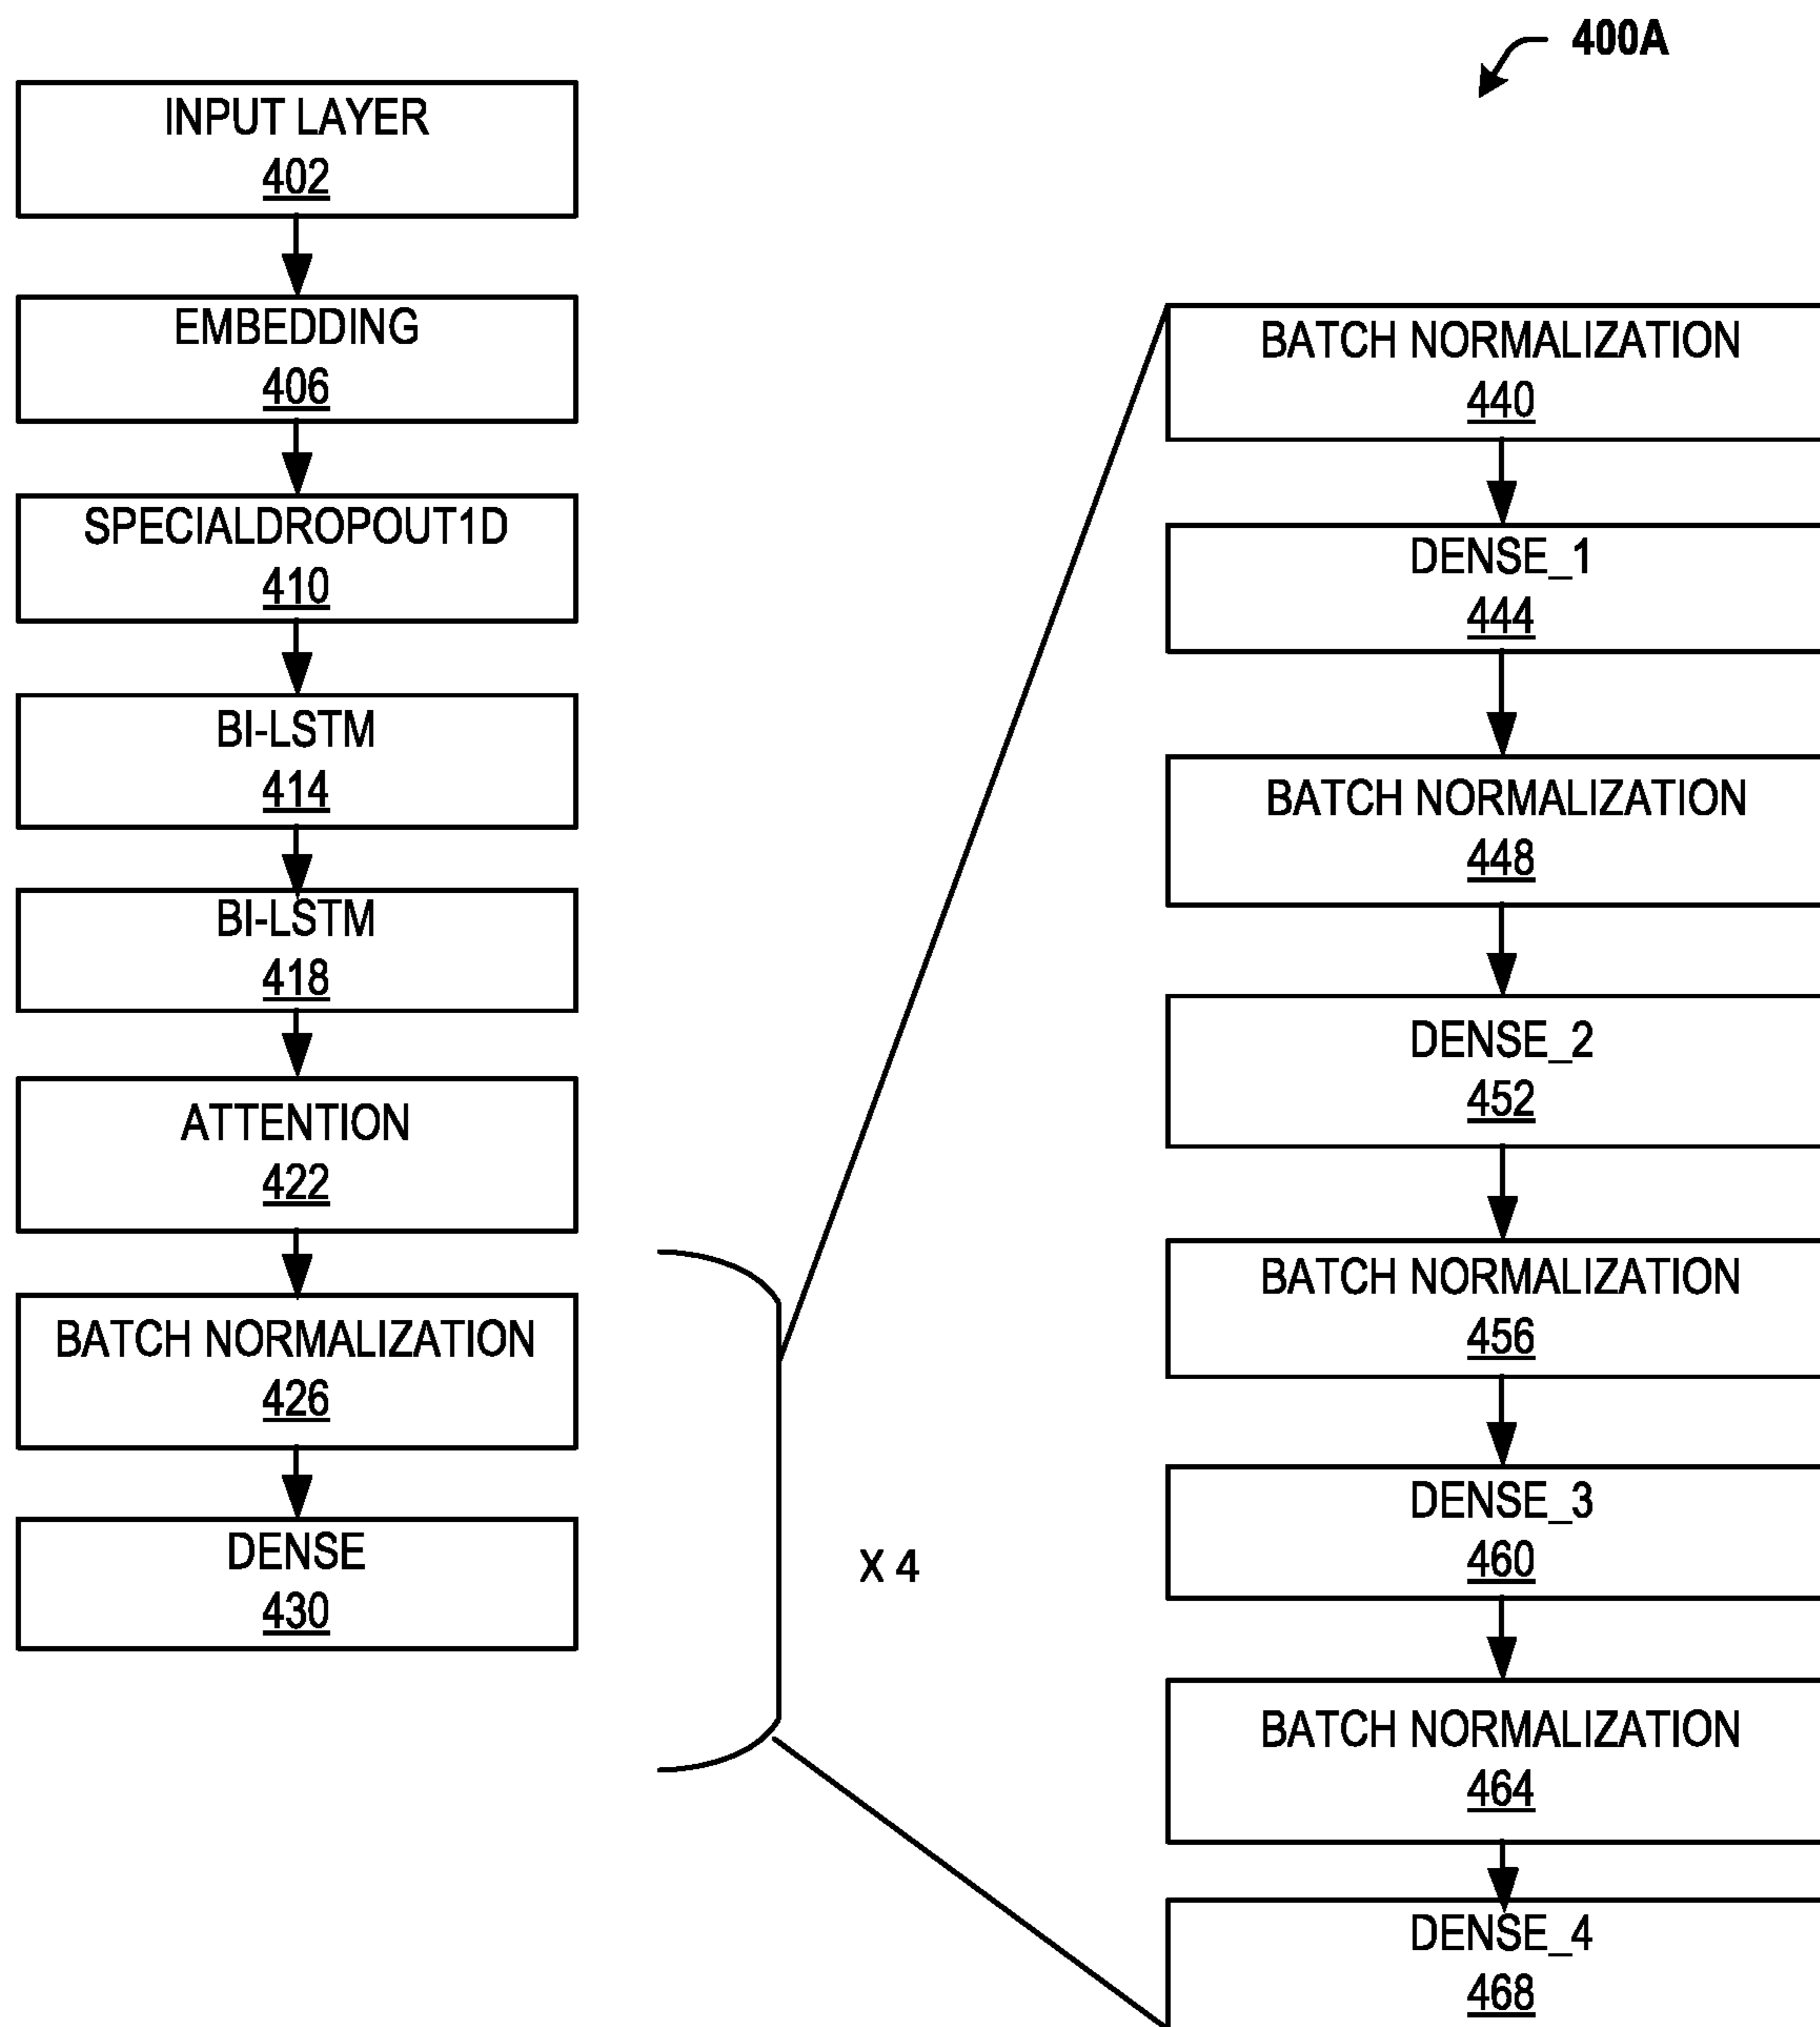 400A
INPUT LAYER
402
EMBEDDING
406
SPECIALDROPOUT1D
410
BI-LSTM
414
BI-LSTM
418
ATTENTION
422
BATCH NORMALIZATION
426
DENSE
430
X 4
BATCH NORMALIZATION
440
DENSE_1
444
BATCH NORMALIZATION
448
DENSE_2
452
BATCH NORMALIZATION
456
DENSE_3
460
BATCH NORMALIZATION
464
DENSE_4
468